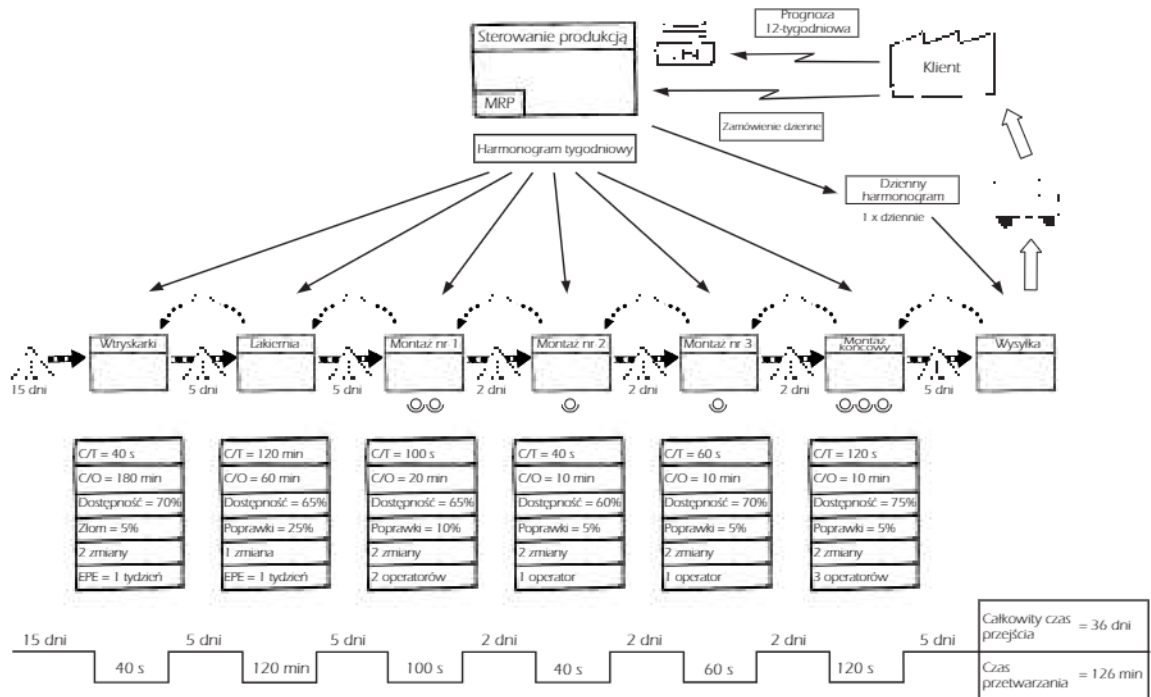 Prognoza
12-tygodniowa
Sterowanie produkcją
Klient
MRP
Zamówienie dzienne
Harmonogram tygodniowy
Dzienny
harmonogram
1 x dziennie
Wtryskarki
Lakiernia
Montaż nr 1
Montaż nr 2
Montaż nr 3
Montaż
końcowy
Wysyłka
15 dni
5 dni
5 dni
2 dni
2 dni
2 dni
5 dni
C/T = 40 s
C/O = 180 min
Dostępność = 70%
Złom = 5%
2 zmiany
EPE = 1 tydzień
C/T = 120 min
C/O = 60 min
Dostępność = 65%
Poprawki = 25%
1 zmiana
EPE = 1 tydzień
C/T = 100 s
C/O = 20 min
Dostępność = 65%
Poprawki = 10%
2 zmiany
2 operatorów
C/T = 40 s
C/O = 10 min
Dostępność = 60%
Poprawki = 5%
2 zmiany
1 operator
C/T = 60 s
C/O = 10 min
Dostępność = 70%
Poprawki = 5%
2 zmiany
1 operator
C/T = 120 s
C/O = 10 min
Dostępność = 75%
Poprawki = 5%
2 zmiany
3 operatorów
15 dni
5 dni
5 dni
2 dni
2 dni
2 dni
5 dni
40 s
120 min
100 s
40 s
60 s
120 s
Całkowity czas
przejścia = 36 dni
Czas
przetwarzania = 126 min